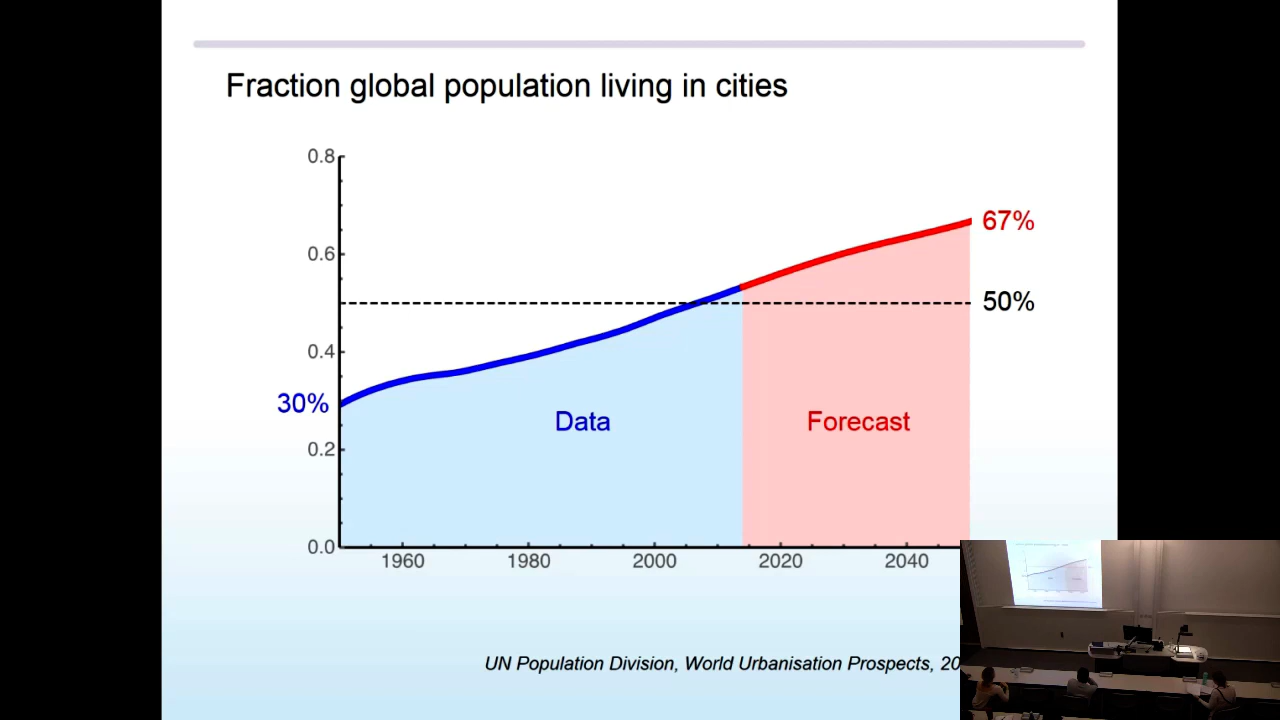 Fraction global population living in cities
0.8
67%
0.6
50%
0.4
30%
Data
Forecast
0.2
0.0
1960 1980 2000 2020 2040
UN Population Division, World Urbanisation Prospects,